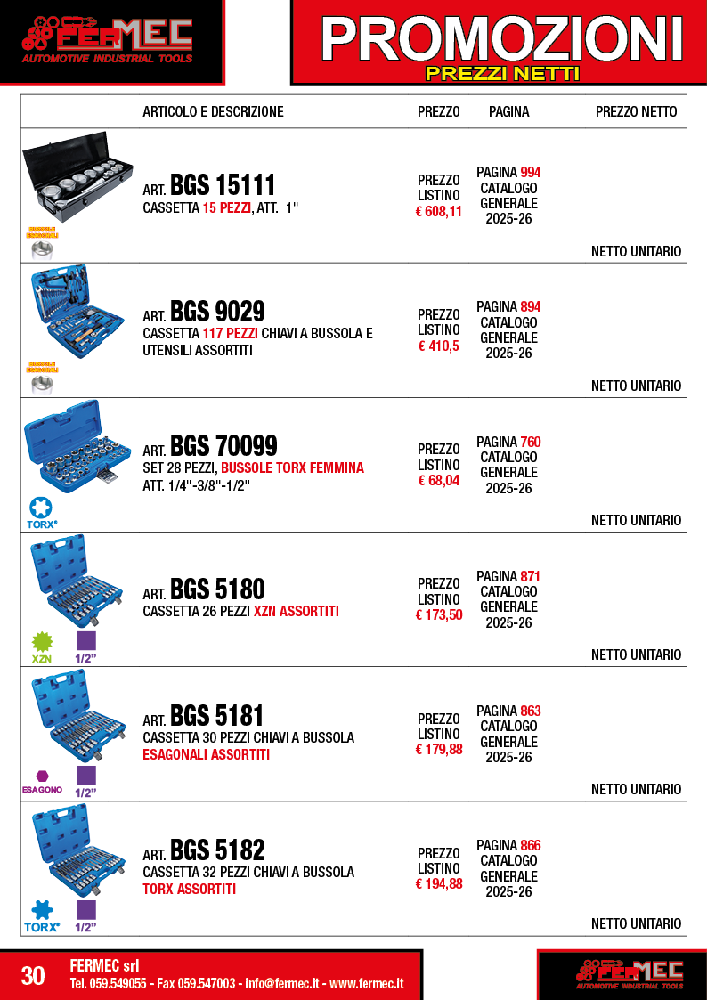 FERMEC
AUTOMOTIVE INDUSTRIAL TOOLS
PROMOZIONI
PREZZI NETTI
ARTICOLO E DESCRIZIONE PREZZO PAGINA PREZZO NETTO
ART. BGS 15111
CASSETTA 15 PEZZI, ATT. 1"
PREZZO
LISTINO
€ 608,11
PAGINA 994
CATALOGO
GENERALE
2025-26
BUSSOLE
ESAGONALI
NETTO UNITARIO
ART. BGS 9029
CASSETTA 117 PEZZI CHIAVI A BUSSOLA E
UTENSILI ASSORTITI
PREZZO
LISTINO
€ 410,5
PAGINA 894
CATALOGO
GENERALE
2025-26
BUSSOLE
ESAGONALI
NETTO UNITARIO
ART. BGS 70099
SET 28 PEZZI, BUSSOLE TORX FEMMINA
ATT. 1/4"-3/8"-1/2"
PREZZO
LISTINO
€ 68,04
PAGINA 760
CATALOGO
GENERALE
2025-26
TORX®
NETTO UNITARIO
ART. BGS 5180
CASSETTA 26 PEZZI XZN ASSORTITI
PREZZO
LISTINO
€ 173,50
PAGINA 871
CATALOGO
GENERALE
2025-26
XZN 1/2”
NETTO UNITARIO
ART. BGS 5181
CASSETTA 30 PEZZI CHIAVI A BUSSOLA
ESAGONALI ASSORTITI
PREZZO
LISTINO
€ 179,88
PAGINA 863
CATALOGO
GENERALE
2025-26
ESAGONO 1/2”
NETTO UNITARIO
ART. BGS 5182
CASSETTA 32 PEZZI CHIAVI A BUSSOLA
TORX ASSORTITI
PREZZO
LISTINO
€ 194,88
PAGINA 866
CATALOGO
GENERALE
2025-26
TORX® 1/2”
NETTO UNITARIO
30
FERMEC srl
Tel. 059.549055 - Fax 059.547003 - info@fermec.it - www.fermec.it
FERMEC
AUTOMOTIVE INDUSTRIAL TOOLS